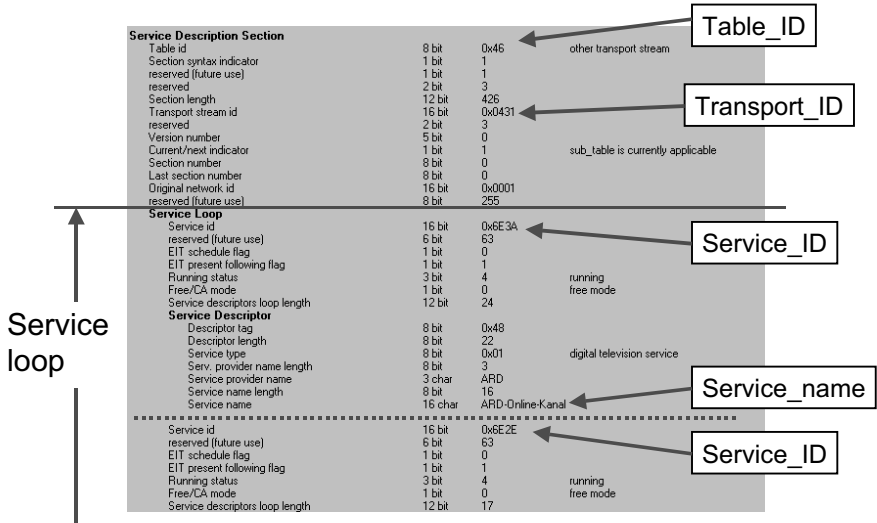 Service Description Section
Table id 8 bit 0x46 other transport stream
Section syntax indicator 1 bit 1
reserved (future use) 1 bit 1
reserved 2 bit 3
Section length 12 bit 426
Transport stream id 16 bit 0x0431
reserved 2 bit 3
Version number 5 bit 0
Current/next indicator 1 bit 1 sub_table is currently applicable
Section number 8 bit 0
Last section number 8 bit 0
Original network id 16 bit 0x0001
reserved (future use) 8 bit 255
Service Loop
Service id 16 bit 0x6E3A
reserved (future use) 6 bit 63
EIT schedule flag 1 bit 0
EIT present following flag 1 bit 1
Running status 3 bit 4 running
Free/CA mode 1 bit 0 free mode
Service descriptors loop length 12 bit 24
Service Descriptor
Descriptor tag 8 bit 0x48
Descriptor length 8 bit 22
Service type 8 bit 0x01 digital television service
Serv. provider name length 8 bit 3
Service provider name 3 char ARD
Service name length 8 bit 16
Service name 16 char ARD-Online-Kanal
Service id 16 bit 0x6E2E
reserved (future use) 6 bit 63
EIT schedule flag 1 bit 0
EIT present following flag 1 bit 1
Running status 3 bit 4 running
Free/CA mode 1 bit 0 free mode
Service descriptors loop length 12 bit 17
Table_ID
Transport_ID
Service_ID
Service_name
Service_ID
Service
loop